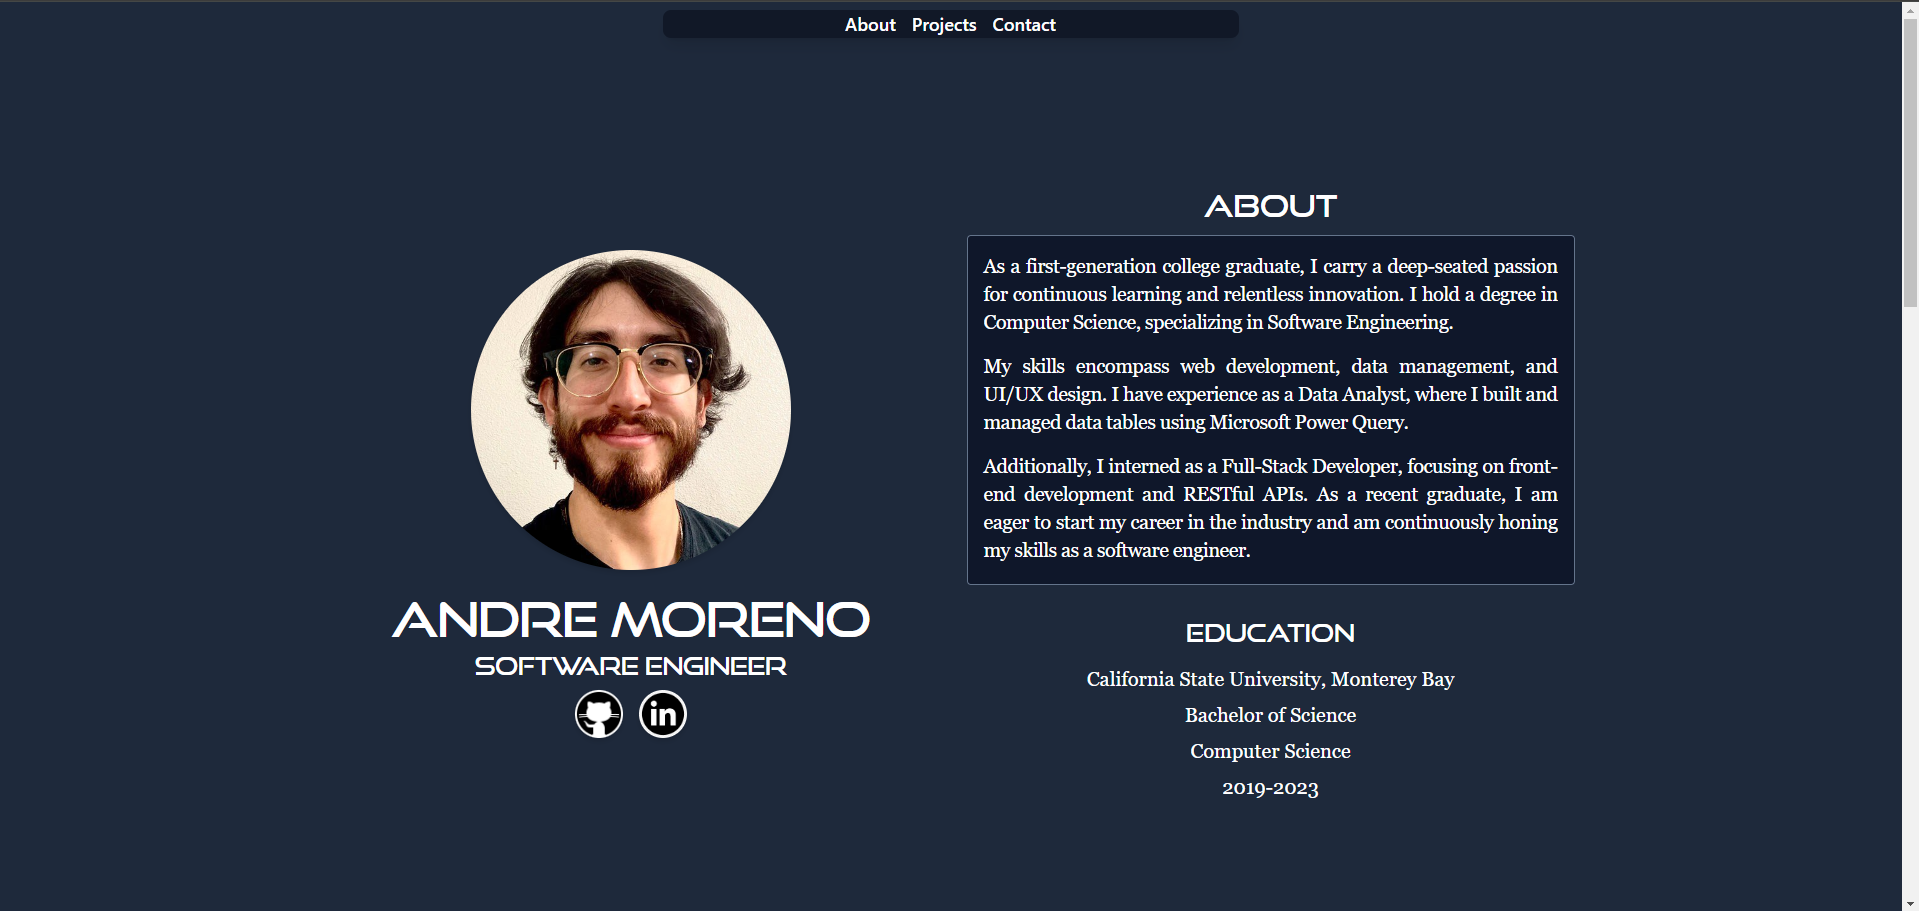 About Projects Contact
ANDRE MORENO
SOFTWARE ENGINEER
in
ABOUT
As a first-generation college graduate, I carry a deep-seated passion
for continuous learning and relentless innovation. I hold a degree in
Computer Science, specializing in Software Engineering.
My skills encompass web development, data management, and
UI/UX design. I have experience as a Data Analyst, where I built and
managed data tables using Microsoft Power Query.
Additionally, I interned as a Full-Stack Developer, focusing on front-
end development and RESTful APIs. As a recent graduate, I am
eager to start my career in the industry and am continuously honing
my skills as a software engineer.
EDUCATION
California State University, Monterey Bay
Bachelor of Science
Computer Science
2019-2023